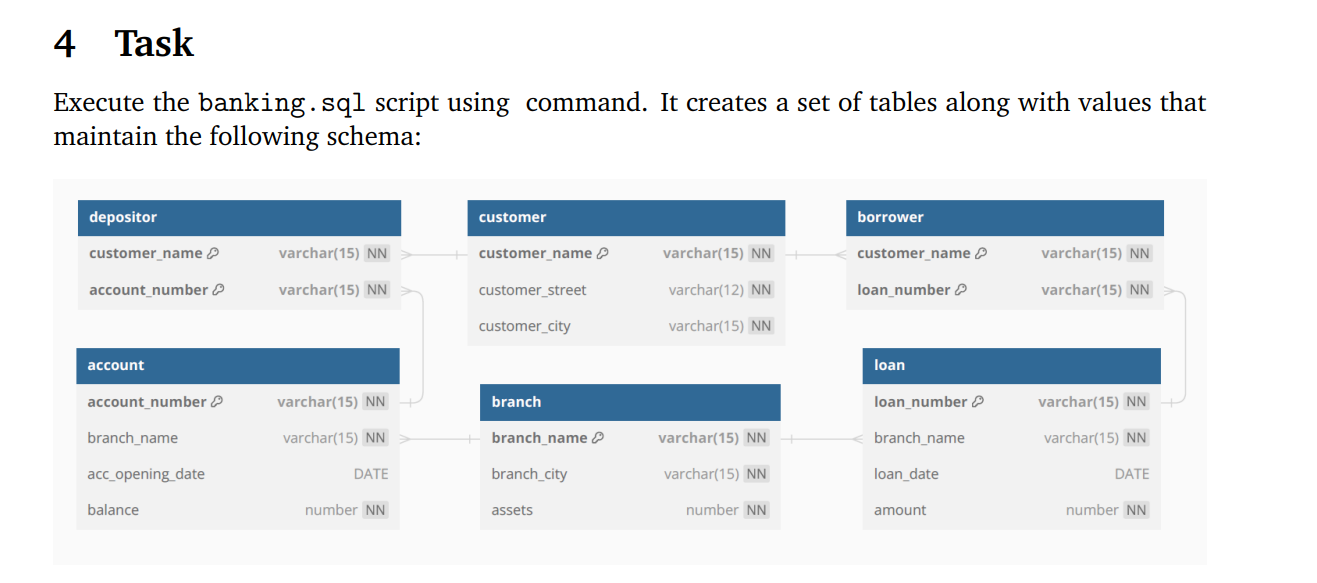 4 Task
Execute the banking.sql script using command. It creates a set of tables along with values that
maintain the following schema:
depositor
customer_name varchar(15) NN
account_number varchar(15) NN
customer
customer_name varchar(15) NN
customer_street varchar(12) NN
customer_city varchar(15) NN
borrower
customer_name varchar(15) NN
loan_number varchar(15) NN
account
account_number varchar(15) NN
branch_name varchar(15) NN
acc_opening_date DATE
balance number NN
branch
branch_name varchar(15) NN
branch_city varchar(15) NN
assets number NN
loan
loan_number varchar(15) NN
branch_name varchar(15) NN
loan_date DATE
amount number NN